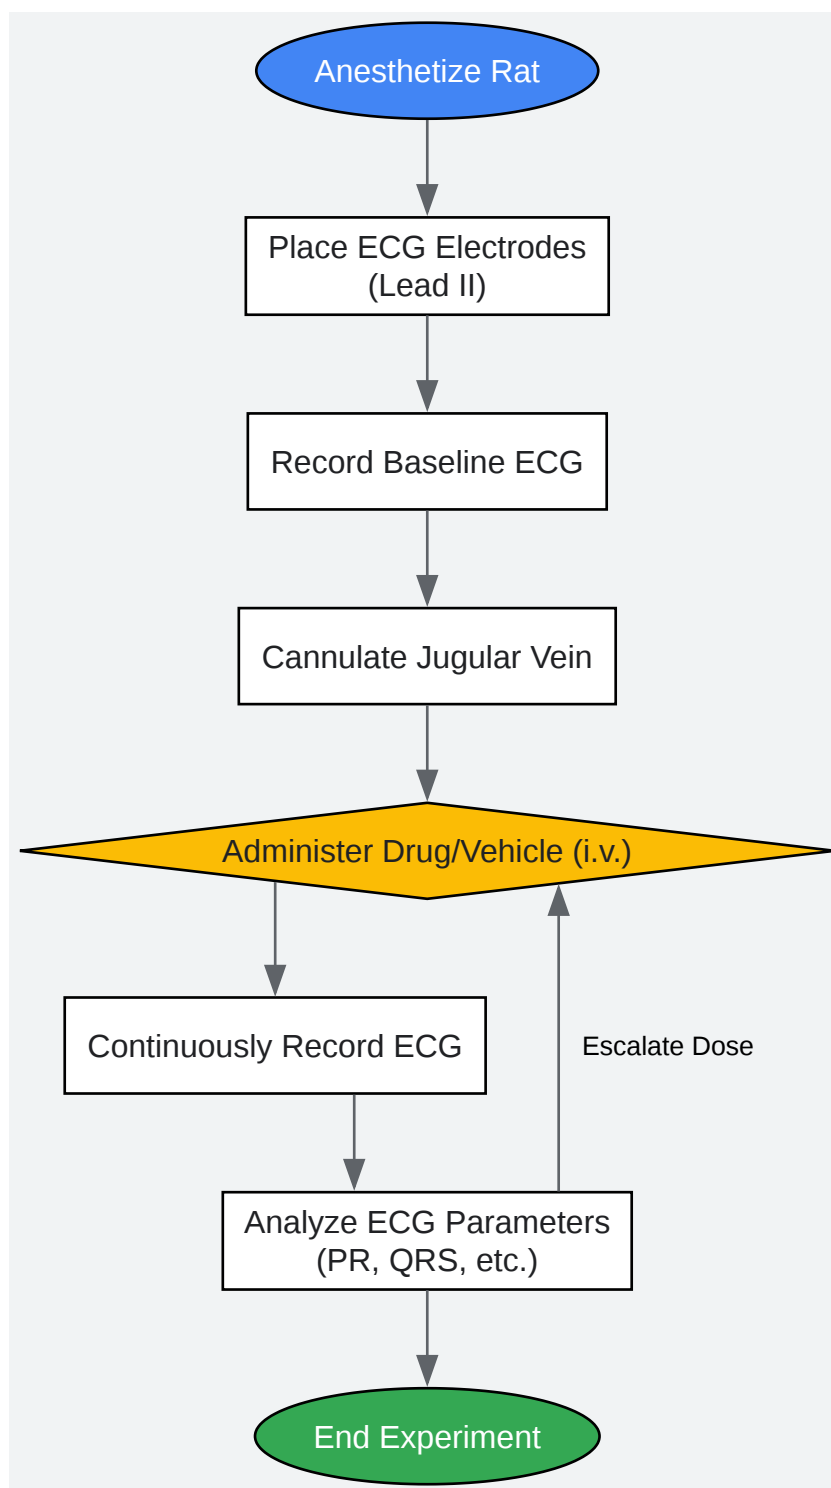 Anesthetize Rat
Place ECG Electrodes
(Lead II)
Record Baseline ECG
Cannulate Jugular Vein
Administer Drug/Vehicle (i.v.)
Continuously Record ECG
Escalate Dose
Analyze ECG Parameters
(PR, QRS, etc.)
End Experiment